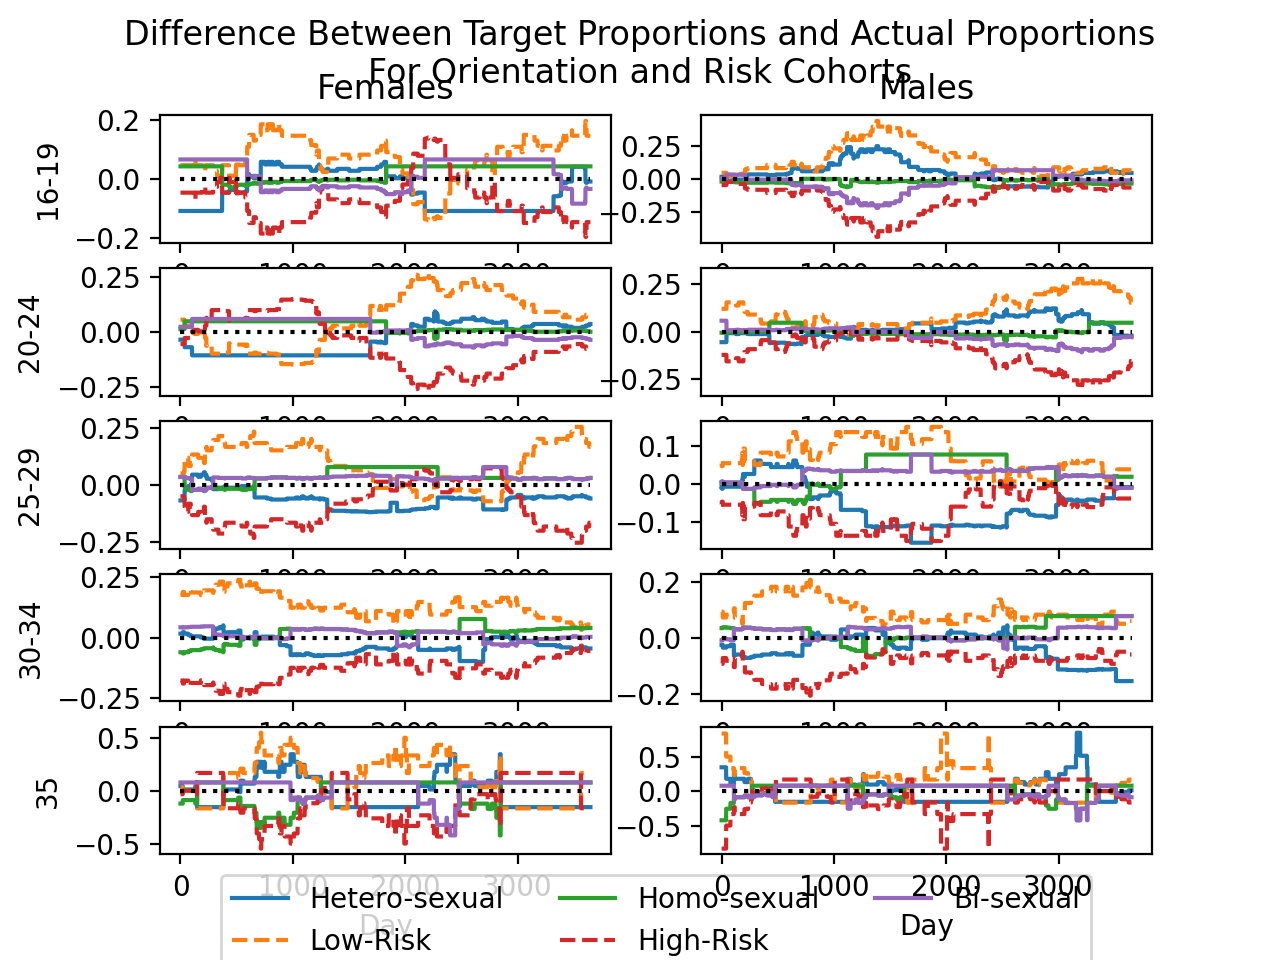 Difference Between Target Proportions and Actual Proportions
For Orientation and Risk Cohorts
Females
Males
16-19
0.2
0.0
−0.2
0.25
0.00
−0.25
20-24
0.25
0.00
−0.25
0.25
0.00
−0.25
25-29
0.25
0.00
−0.25
0.1
0.0
−0.1
30-34
0.25
0.00
−0.25
0.2
0.0
−0.2
35
0.5
0.0
−0.5
0.5
0.0
−0.5
0 1000 2000 3000
0 1000 2000 3000
Day
Day
Hetero-sexual
Homo-sexual
Bi-sexual
Low-Risk
High-Risk